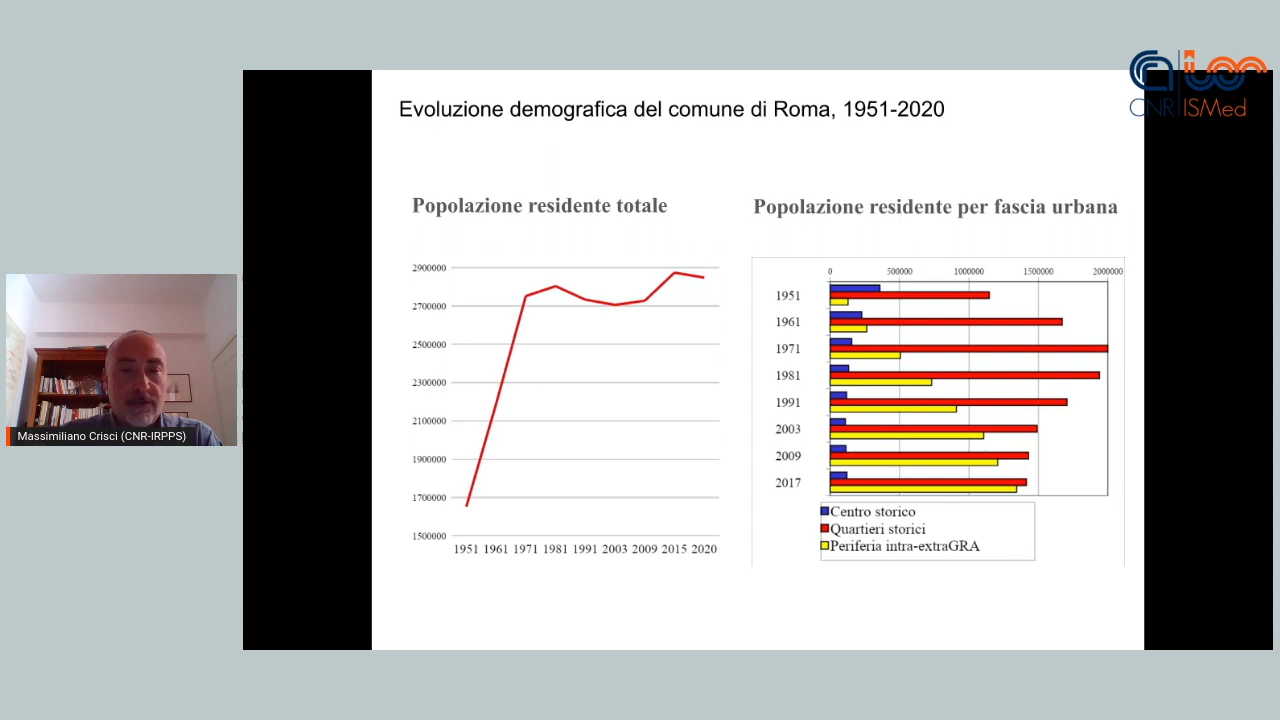 CNR ISMed
Evoluzione demografica del comune di Roma, 1951-2020
Popolazione residente totale
2900000
2700000
2500000
2300000
2100000
1900000
1700000
1500000
1951 1961 1971 1981 1991 2003 2009 2015 2020
Popolazione residente per fascia urbana
0 500000 1000000 1500000 2000000
1951
1961
1971
1981
1991
2003
2009
2017
Centro storico
Quartieri storici
Periferia intra-extraGRA
Massimiliano Crisci (CNR-IRPPS)